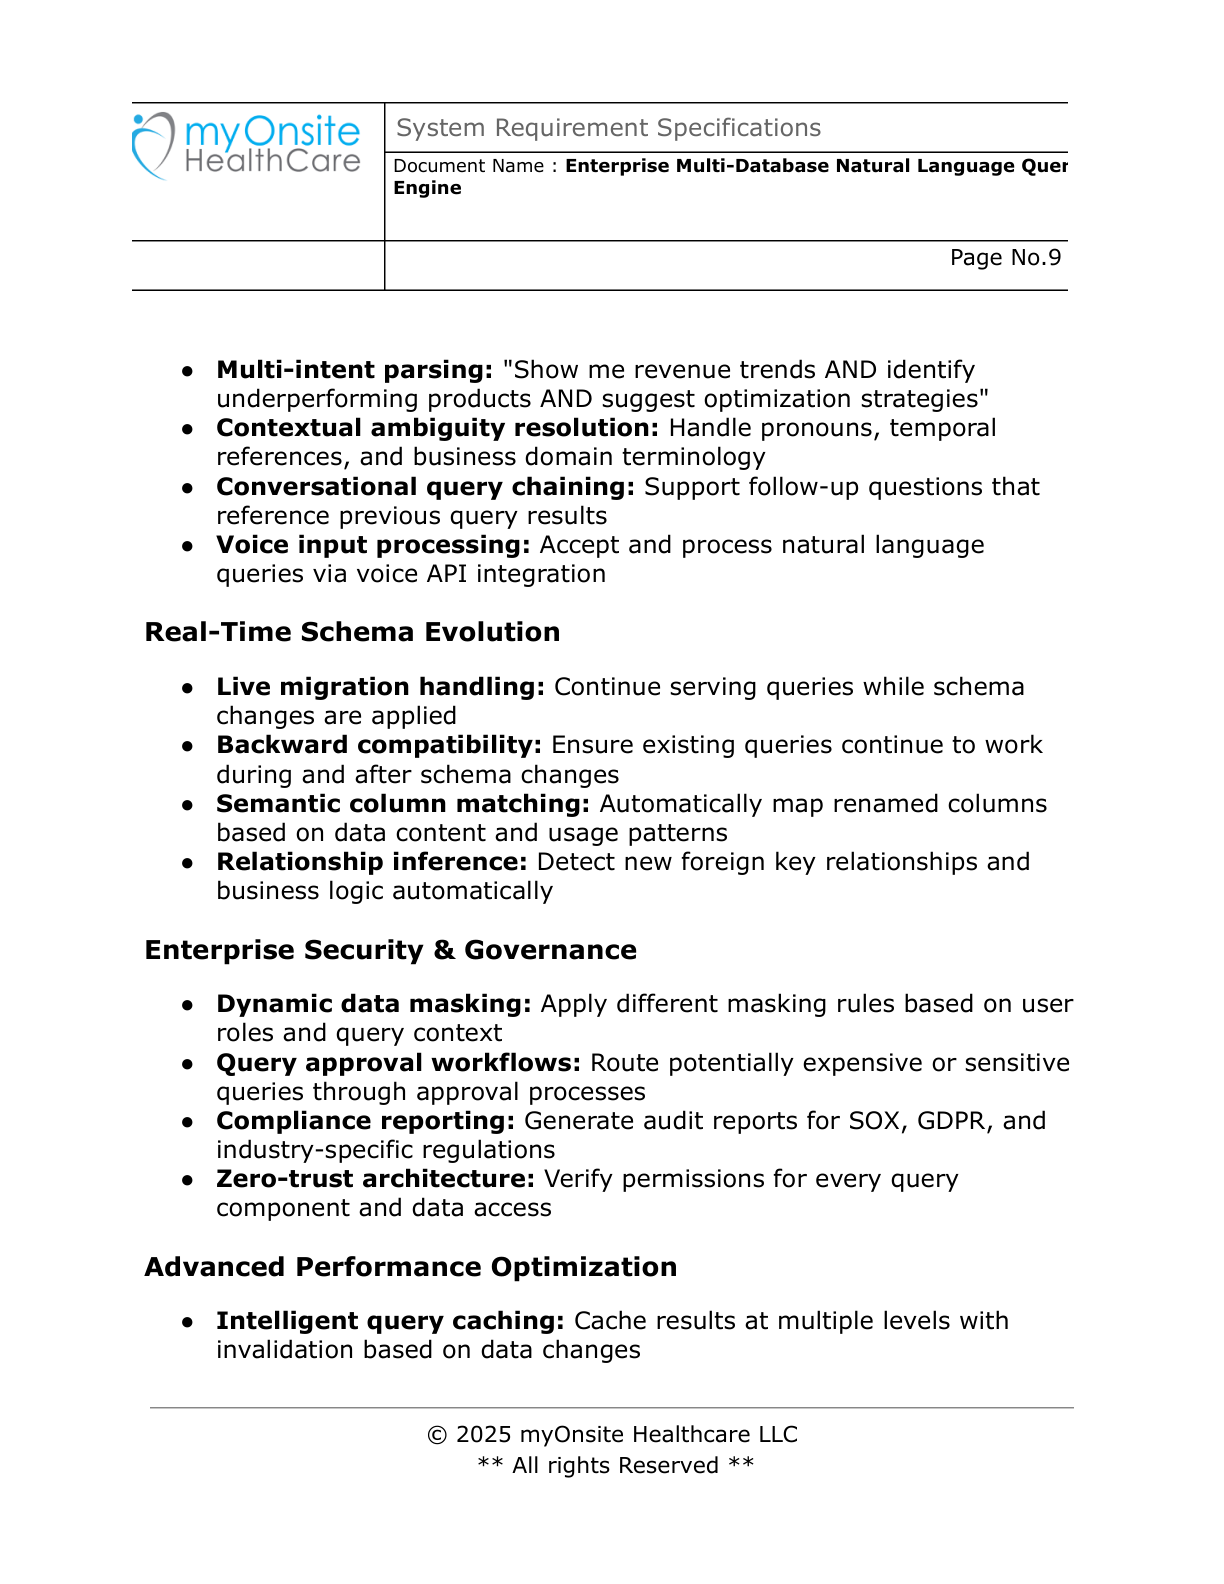 myOnsite
HealthCare
System Requirement Specifications
Document Name : Enterprise Multi-Database Natural Language Quer
Engine
Page No.9
● Multi-intent parsing: "Show me revenue trends AND identify
underperforming products AND suggest optimization strategies"
● Contextual ambiguity resolution: Handle pronouns, temporal
references, and business domain terminology
● Conversational query chaining: Support follow-up questions that
reference previous query results
● Voice input processing: Accept and process natural language
queries via voice API integration
Real-Time Schema Evolution
● Live migration handling: Continue serving queries while schema
changes are applied
● Backward compatibility: Ensure existing queries continue to work
during and after schema changes
● Semantic column matching: Automatically map renamed columns
based on data content and usage patterns
● Relationship inference: Detect new foreign key relationships and
business logic automatically
Enterprise Security & Governance
● Dynamic data masking: Apply different masking rules based on user
roles and query context
● Query approval workflows: Route potentially expensive or sensitive
queries through approval processes
● Compliance reporting: Generate audit reports for SOX, GDPR, and
industry-specific regulations
● Zero-trust architecture: Verify permissions for every query
component and data access
Advanced Performance Optimization
● Intelligent query caching: Cache results at multiple levels with
invalidation based on data changes
© 2025 myOnsite Healthcare LLC
** All rights Reserved **